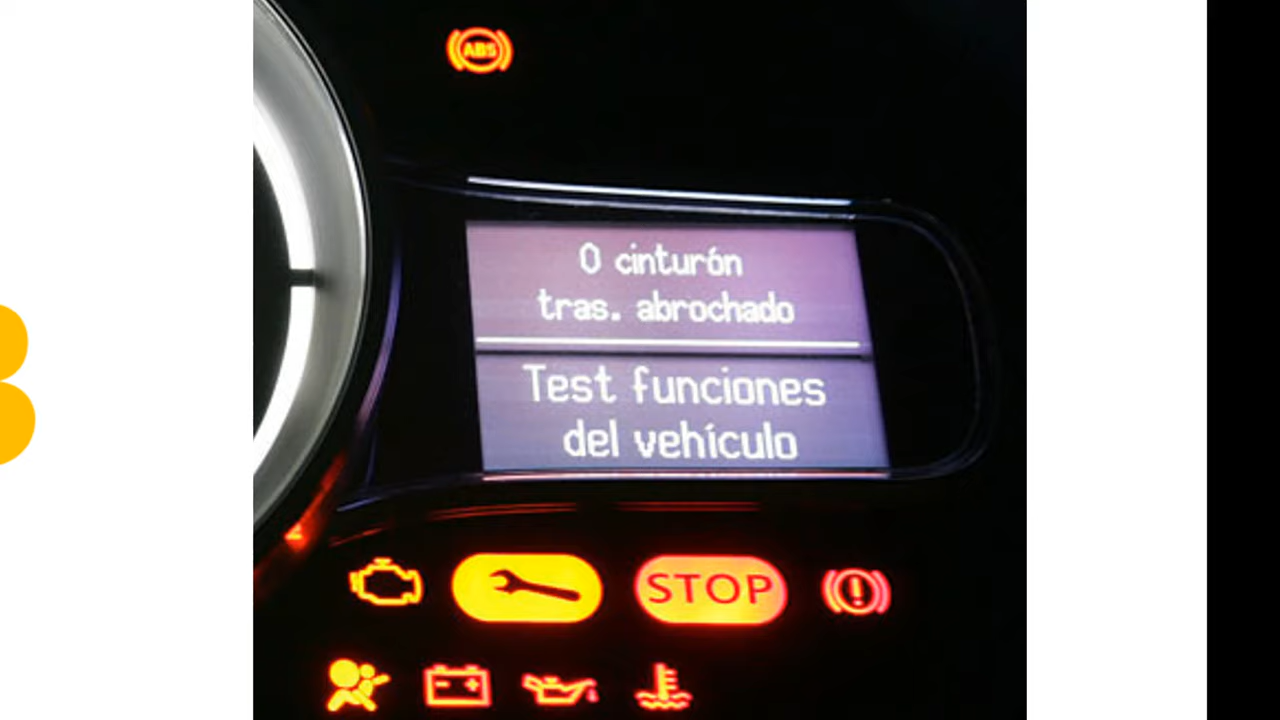 ABS
0 cinturón
tras. abrochado
Test funciones
del vehículo
STOP